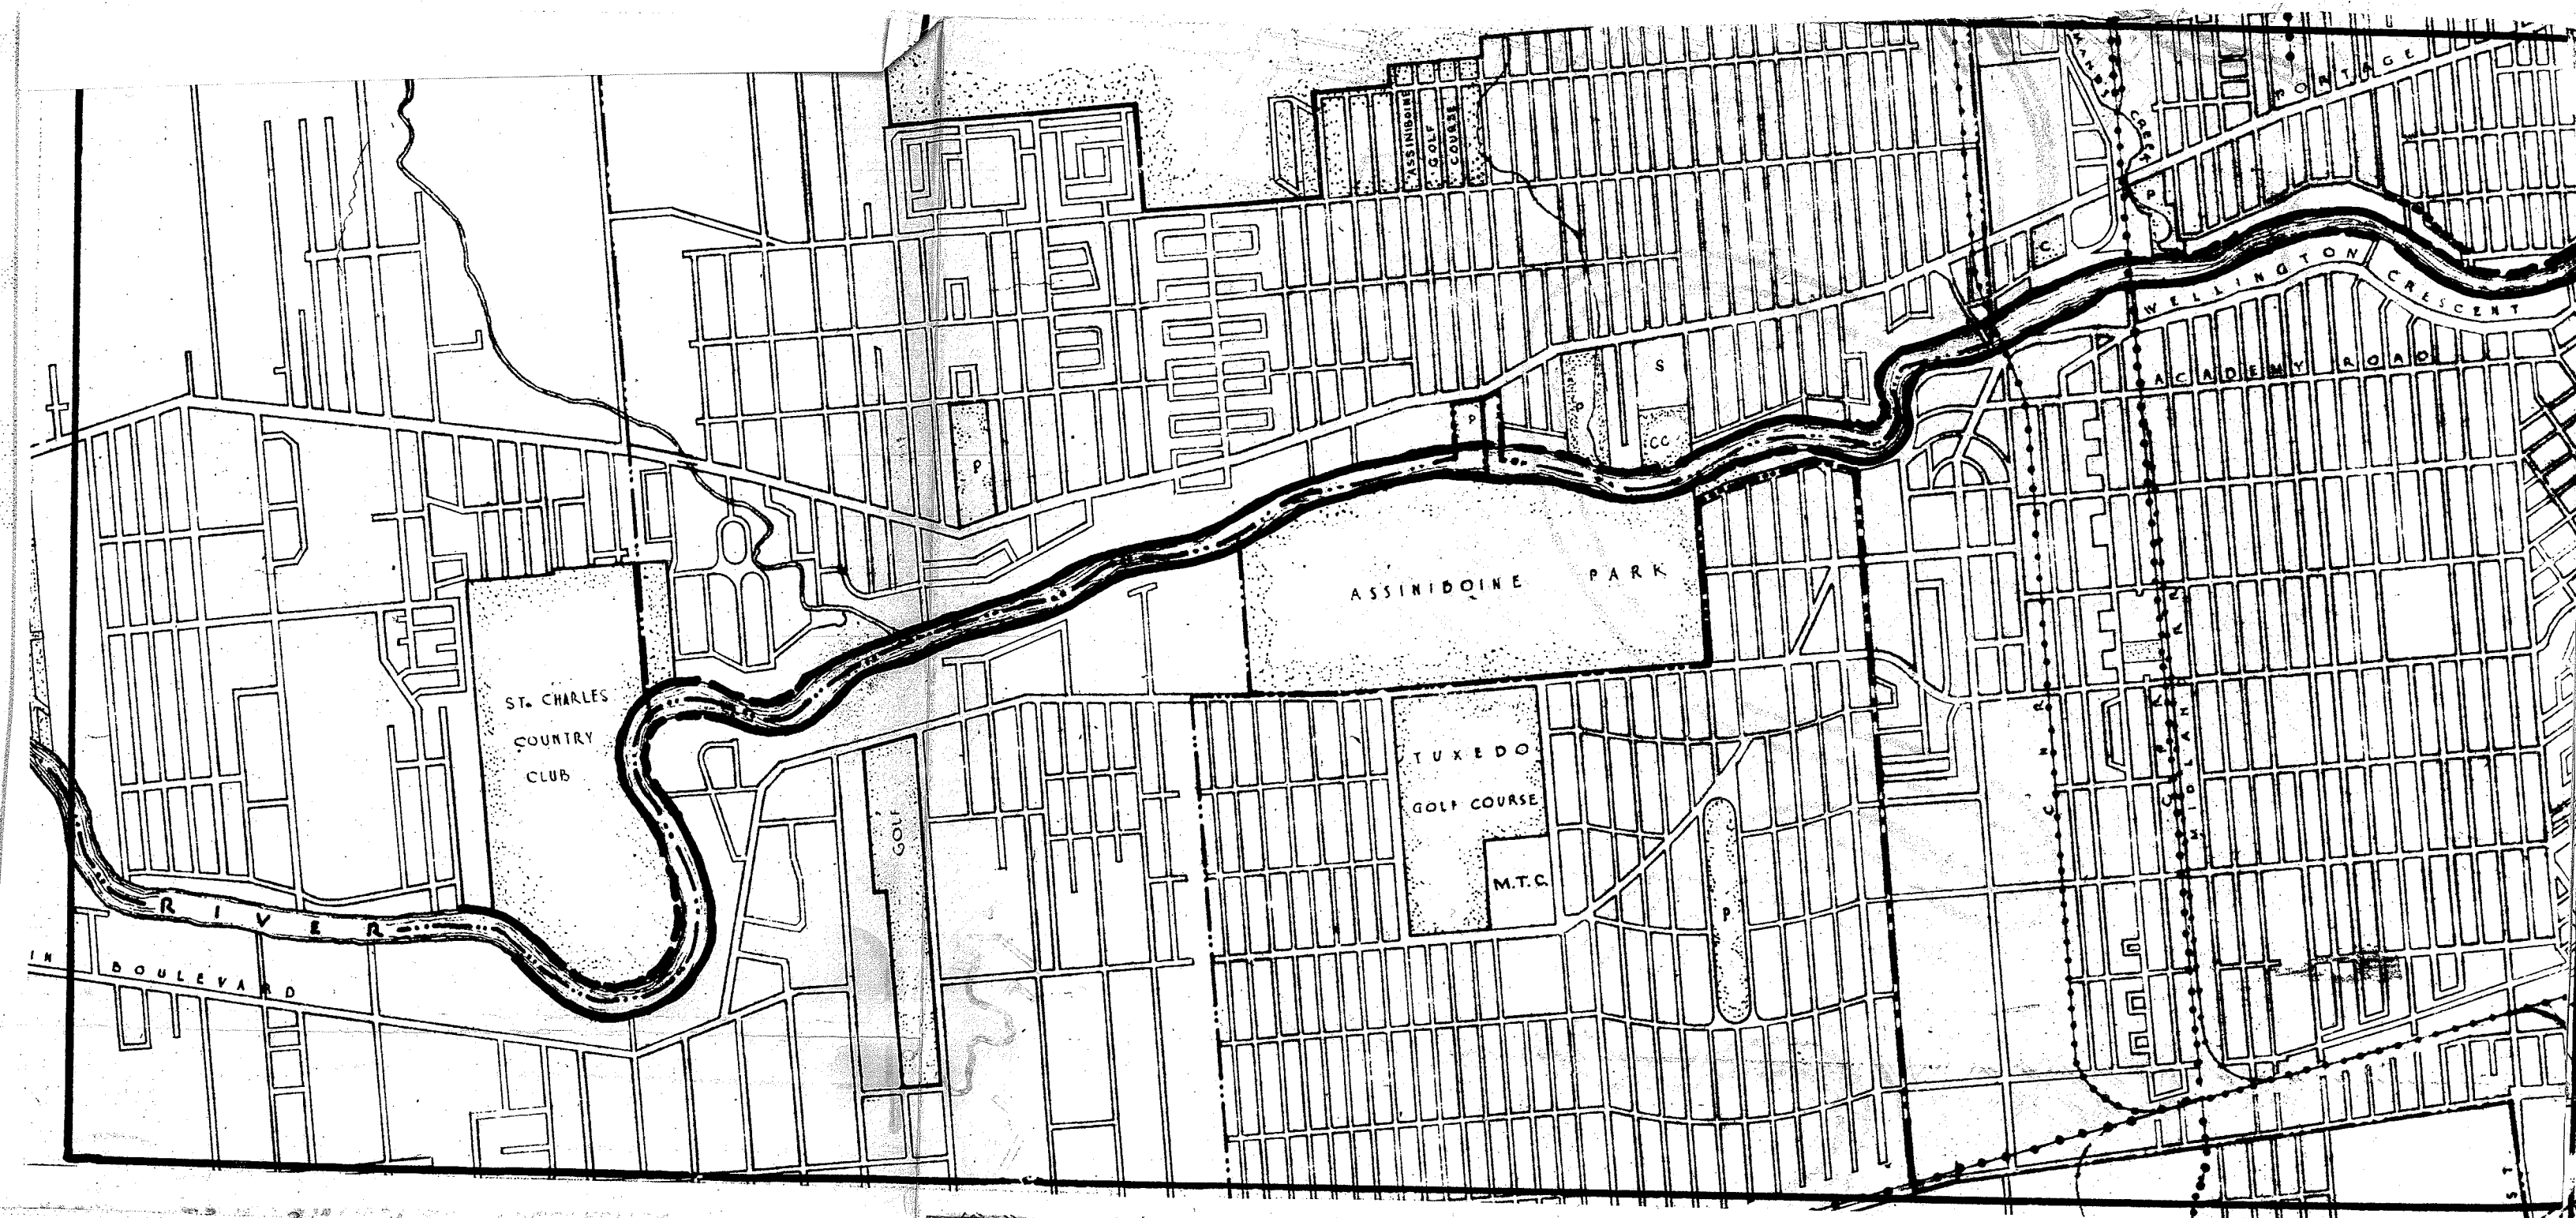 PORTAGE
CREEK
ASSINIBOINE
GOLF
COURSE
P
C
WELLINGTON CRESCENT
ACADEMY ROAD
S
P
P
CC
P
ASSINIBOINE PARK
ST. CHARLES
COUNTRY
CLUB
TUXEDO
GOLF COURSE
M.T.C.
GOLF
P
C N R
C P R
MIDLAND
RIVER
BOULEVARD
ST